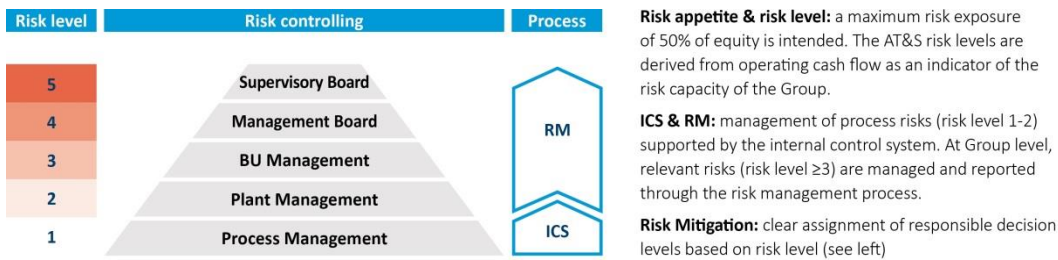 Risk level
Risk controlling
Process
5
Supervisory Board
4
Management Board
3
BU Management
2
Plant Management
1
Process Management
RM
ICS
Risk appetite & risk level: a maximum risk exposure
of 50% of equity is intended. The AT&S risk levels are
derived from operating cash flow as an indicator of the
risk capacity of the Group.
ICS & RM: management of process risks (risk level 1-2)
supported by the internal control system. At Group level,
relevant risks (risk level ≥3) are managed and reported
through the risk management process.
Risk Mitigation: clear assignment of responsible decision
levels based on risk level (see left)